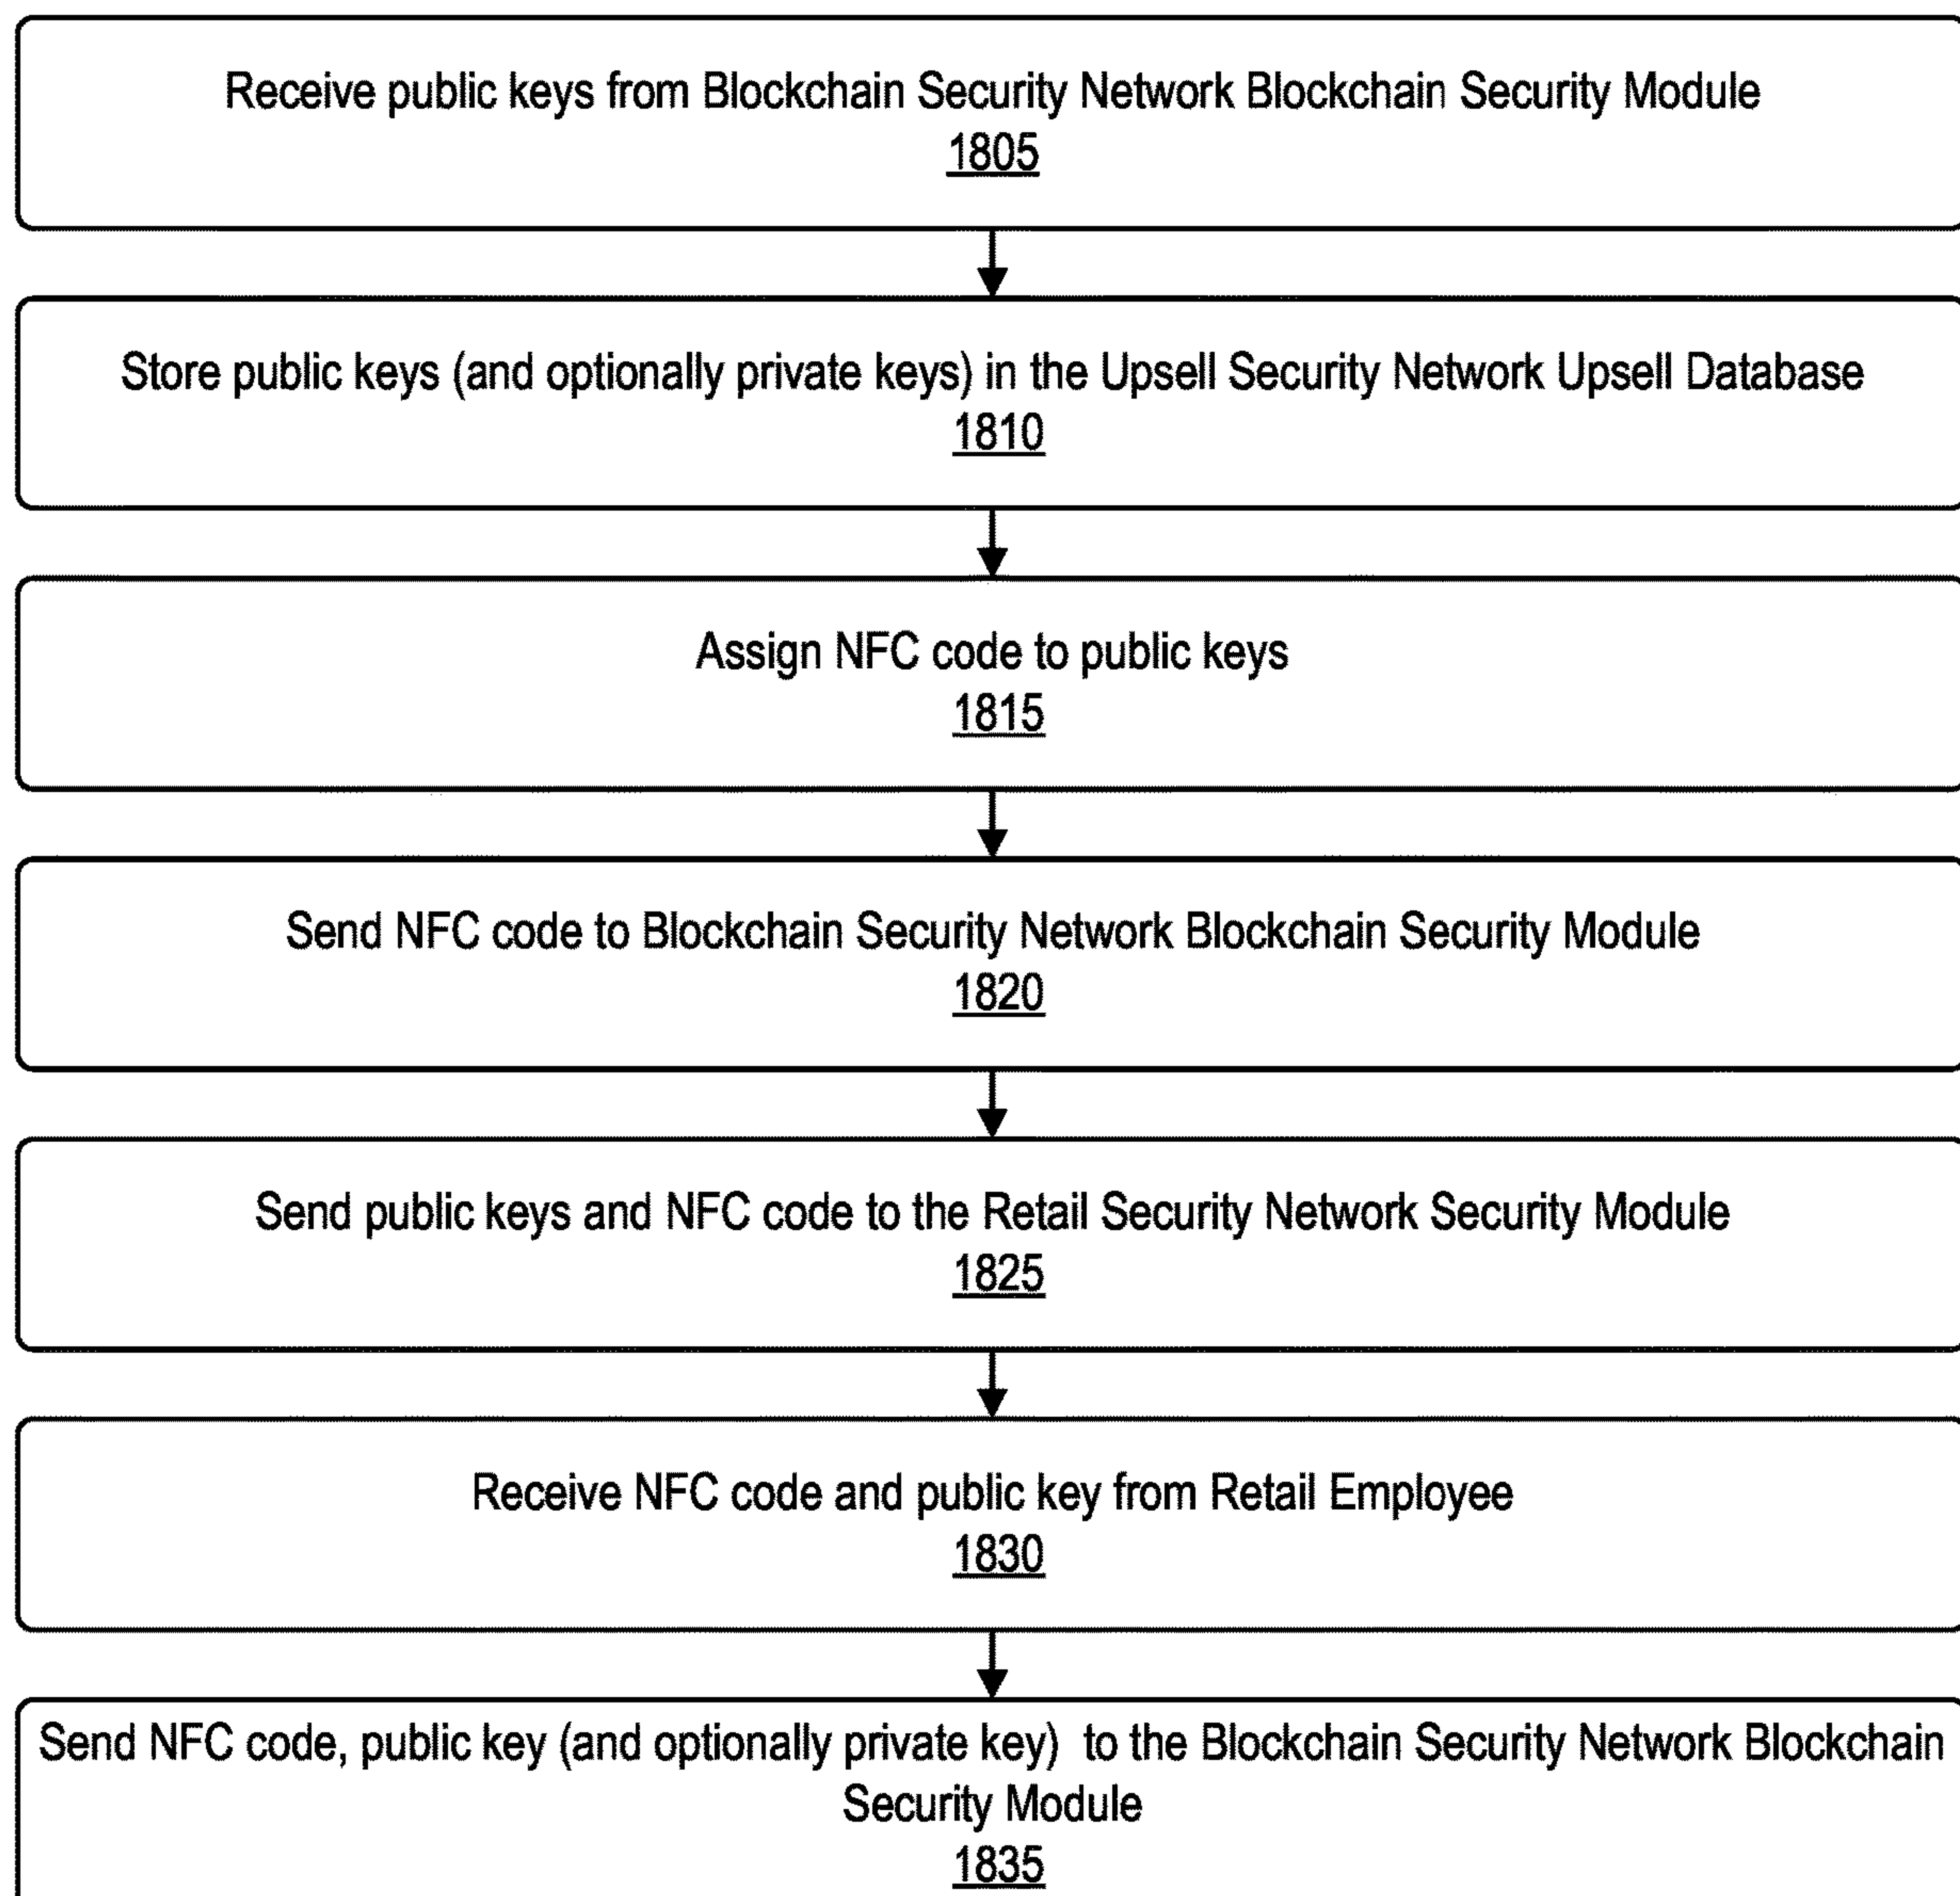 Receive public keys from Blockchain Security Network Blockchain Security Module
1805
Store public keys (and optionally private keys) in the Upsell Security Network Upsell Database
1810
Assign NFC code to public keys
1815
Send NFC code to Blockchain Security Network Blockchain Security Module
1820
Send public keys and NFC code to the Retail Security Network Security Module
1825
Receive NFC code and public key from Retail Employee
1830
Send NFC code, public key (and optionally private key) to the Blockchain Security Network Blockchain
Security Module
1835